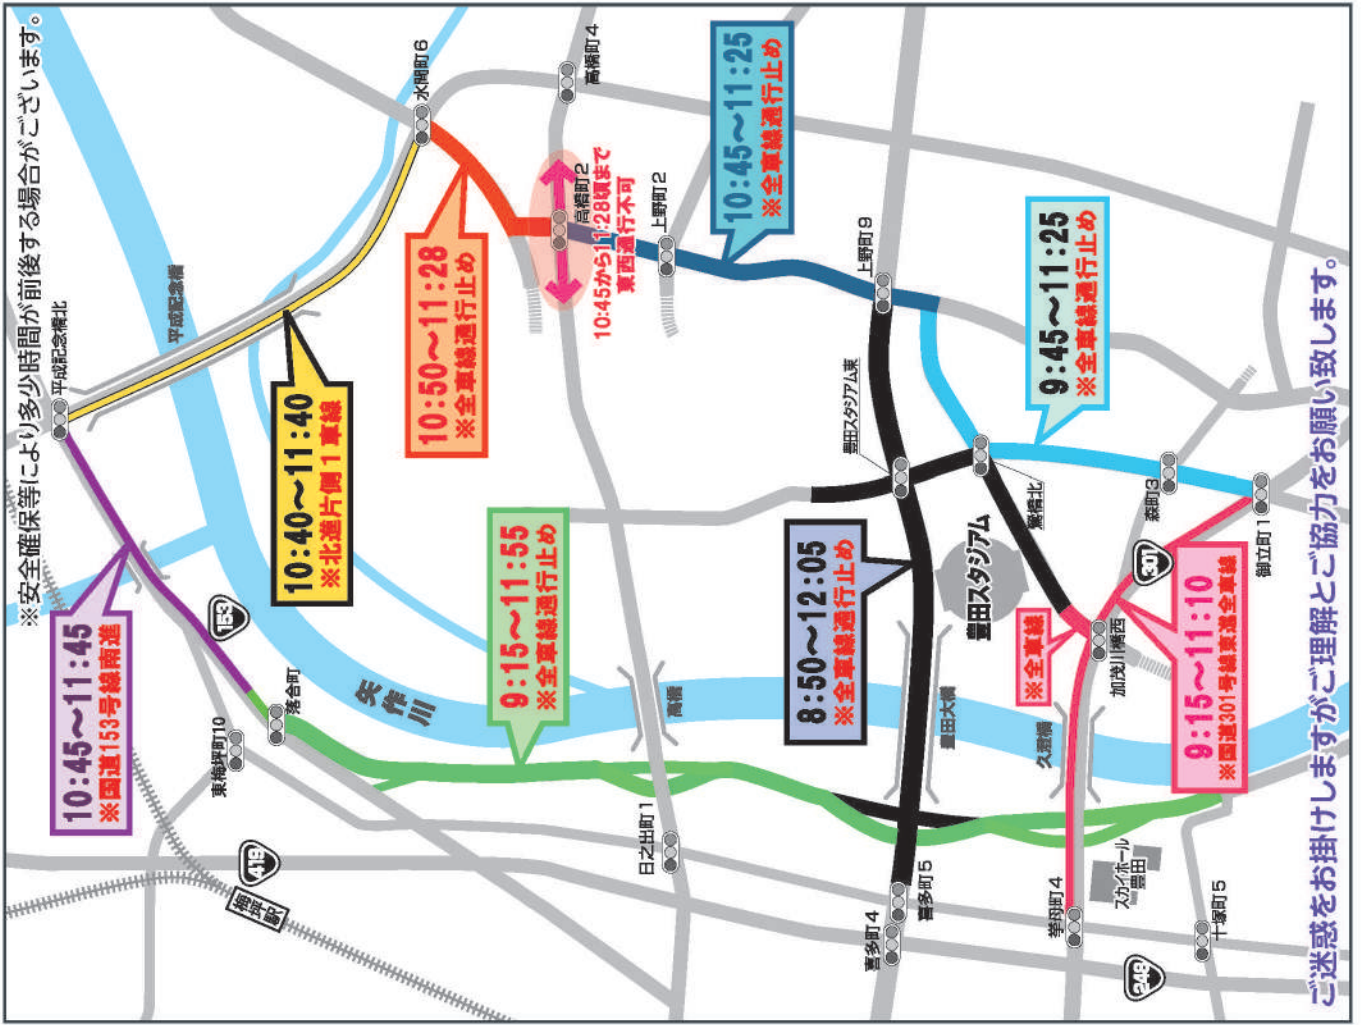 ※安全確保等により多少時間が前後する場合がございます。
平成記念橋北
平成記念橋
水間町6
高橋町4
10:45～11:45
※国道153号線南進
153
10:40～11:40
※北進片側1車線
10:50～11:28
※全車線通行止め
高橋町2
10:45から11:28頃まで
東西通行不可
上野町2
10:45～11:25
※全車線通行止め
上野町9
東梅坪町10
落合町
矢作川
419
梅坪駅
9:15～11:55
※全車線通行止め
高橋
日之出町1
豊田スタジアム東
9:45～11:25
※全車線通行止め
8:50～12:05
※全車線通行止め
豊田スタジアム
豊田大橋
森町3
301
御立町1
※全車線
加茂川橋西
久澄橋
9:15～11:10
※国道301号線東進全車線
喜多町4
喜多町5
挙母町4
スカイホール
豊田
十塚町5
248
ご迷惑をお掛けしますがご理解とご協力をお願い致します。